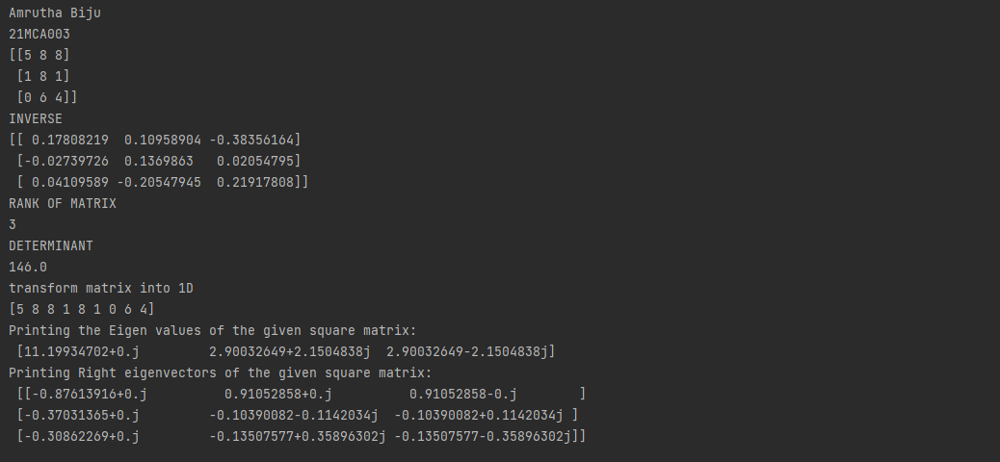 Amrutha Biju
21MCA003
[[5 8 8]
 [1 8 1]
 [0 6 4]]
INVERSE
[[ 0.17808219  0.10958904 -0.38356164]
 [-0.02739726  0.1369863   0.02054795]
 [ 0.04109589 -0.20547945  0.21917808]]
RANK OF MATRIX
3
DETERMINANT
146.0
transform matrix into 1D
[5 8 8 1 8 1 0 6 4]
Printing the Eigen values of the given square matrix:
 [11.19934702+0.j         2.90032649+2.1504838j  2.90032649-2.1504838j]
Printing Right eigenvectors of the given square matrix:
 [[-0.87613916+0.j          0.91052858+0.j          0.91052858-0.j        ]
 [-0.37031365+0.j         -0.10390082-0.1142034j  -0.10390082+0.1142034j ]
 [-0.30862269+0.j         -0.13507577+0.35896302j -0.13507577-0.35896302j]]